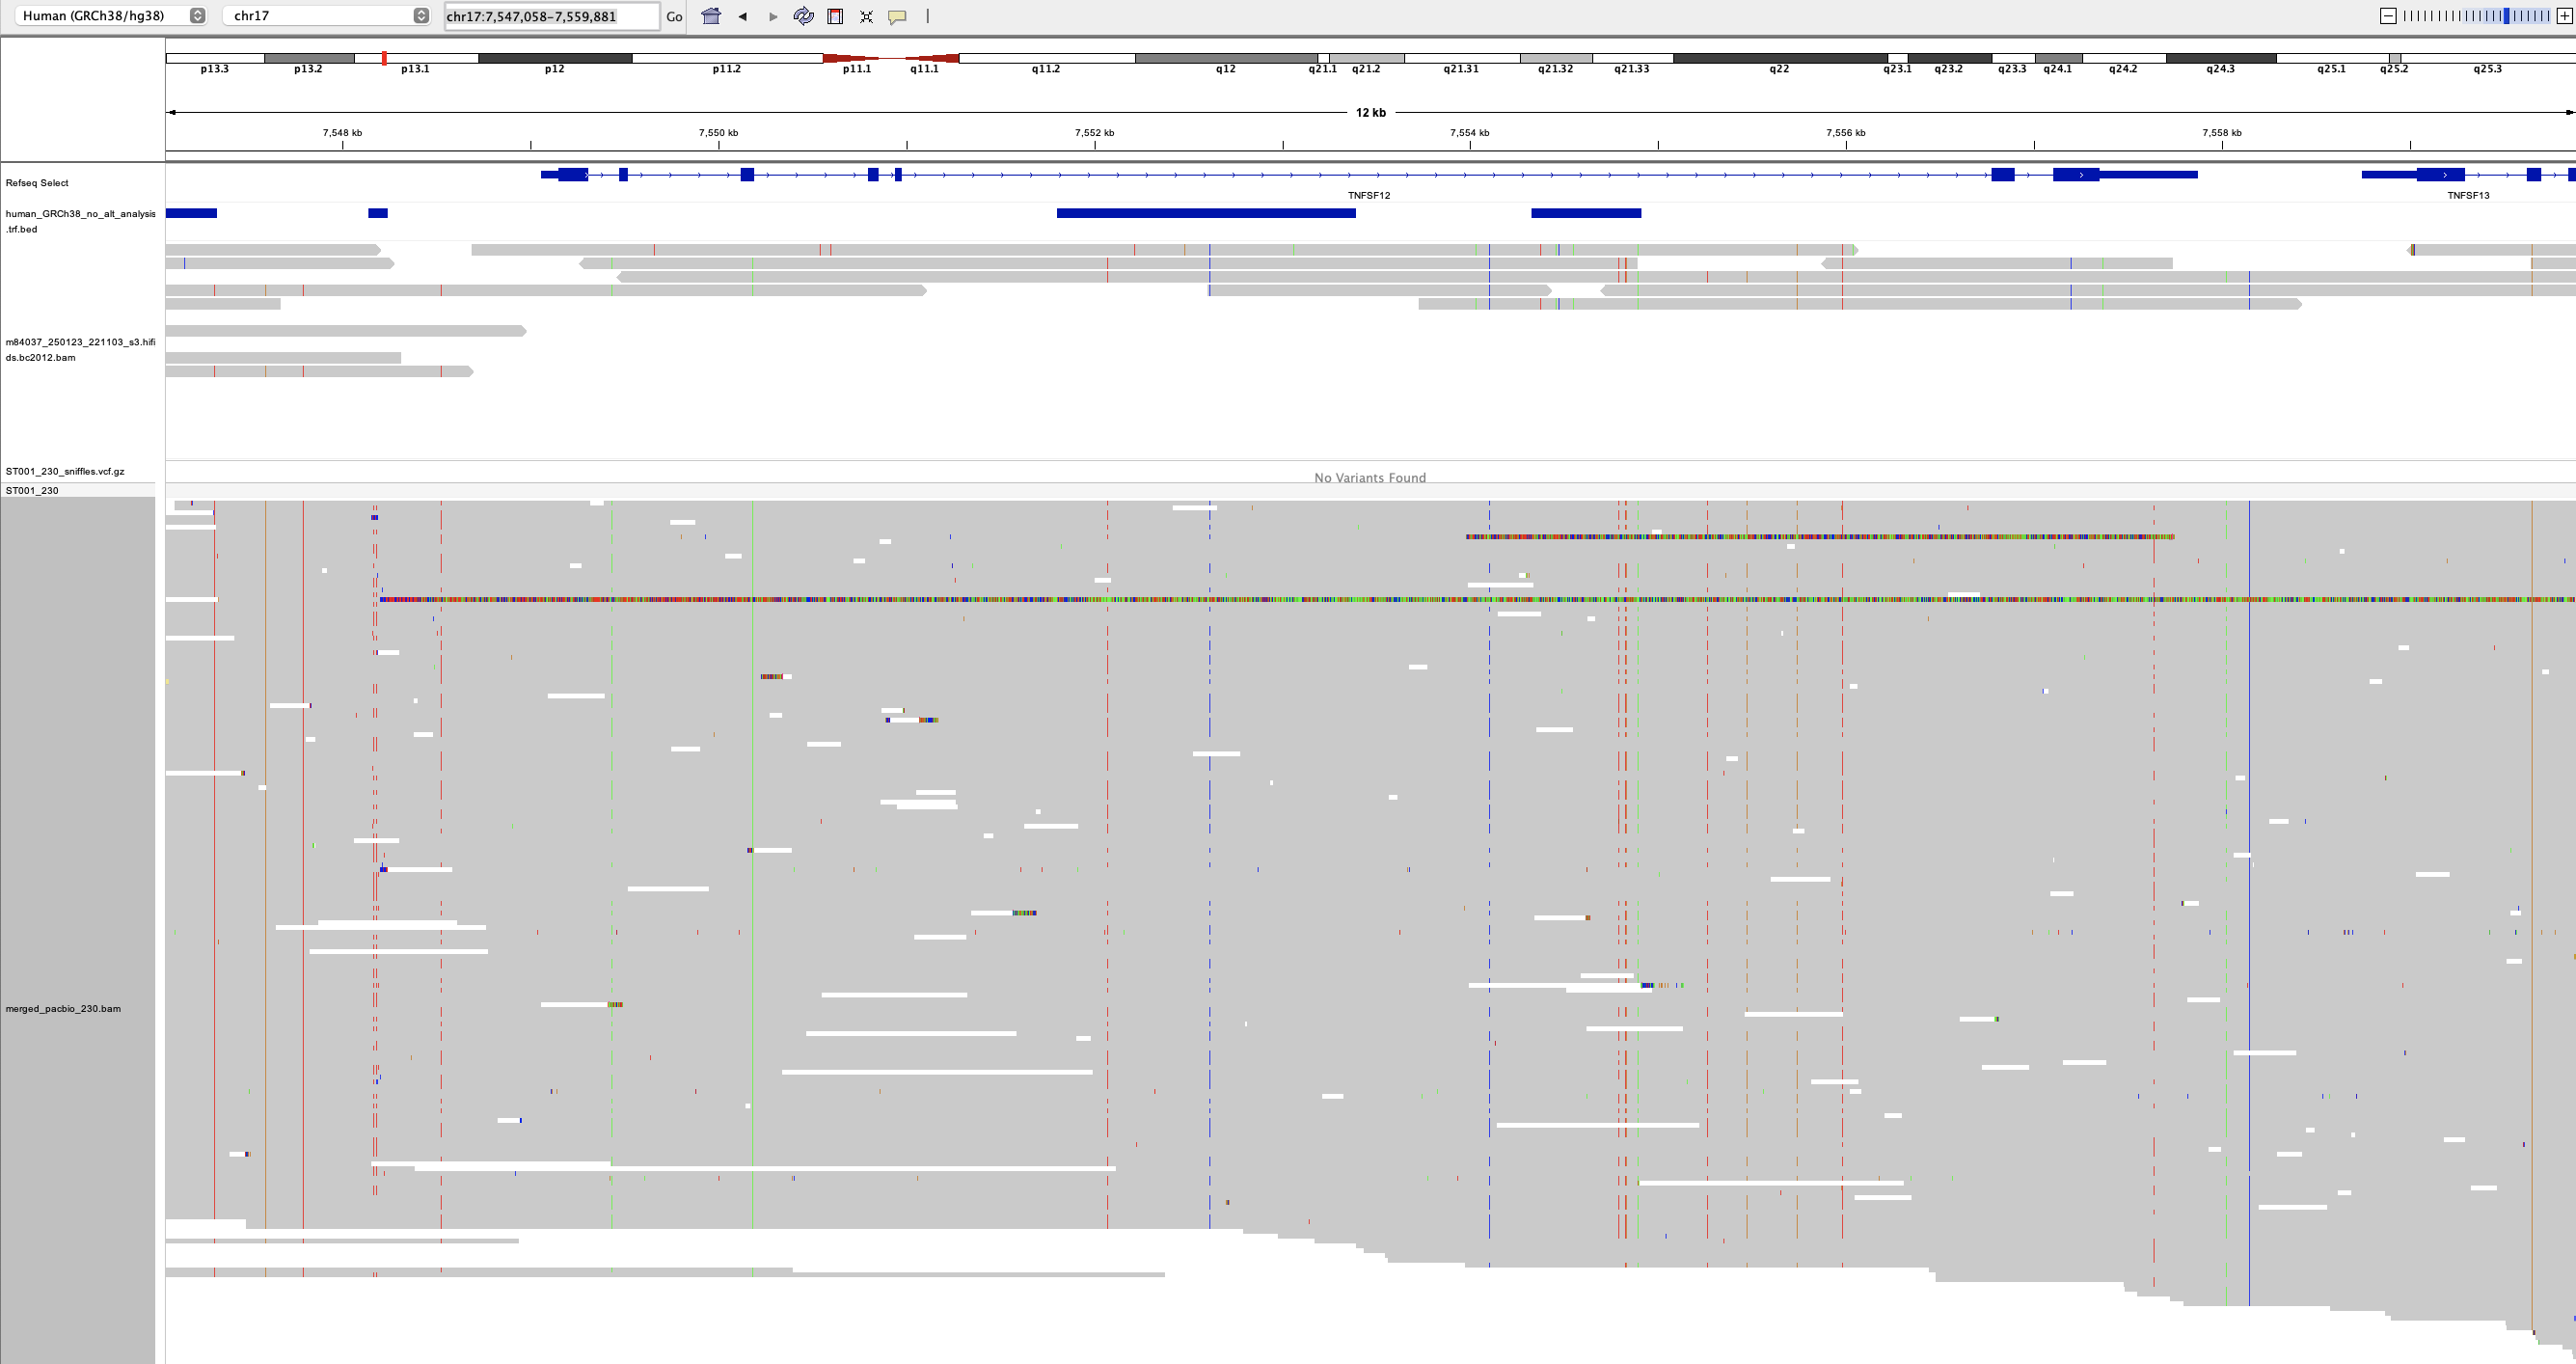 Human (GRCh38/hg38) chr17 chr17:7,547,058-7,559,881 Go
p13.3 p13.2 p13.1 p12 p11.2 p11.1 q11.1 q11.2 q12 q21.1 q21.2 q21.31 q21.32 q21.33 q22 q23.1 q23.2 q23.3 q24.1 q24.2 q24.3 q25.1 q25.2 q25.3
12 kb
7,548 kb 7,550 kb 7,552 kb 7,554 kb 7,556 kb 7,558 kb
Refseq Select
TNFSF12 TNFSF13
human_GRCh38_no_alt_analysis
.trf.bed
m84037_250123_221103_s3.hifi
ds.bc2012.bam
ST001_230_sniffles.vcf.gz
No Variants Found
ST001_230
merged_pacbio_230.bam